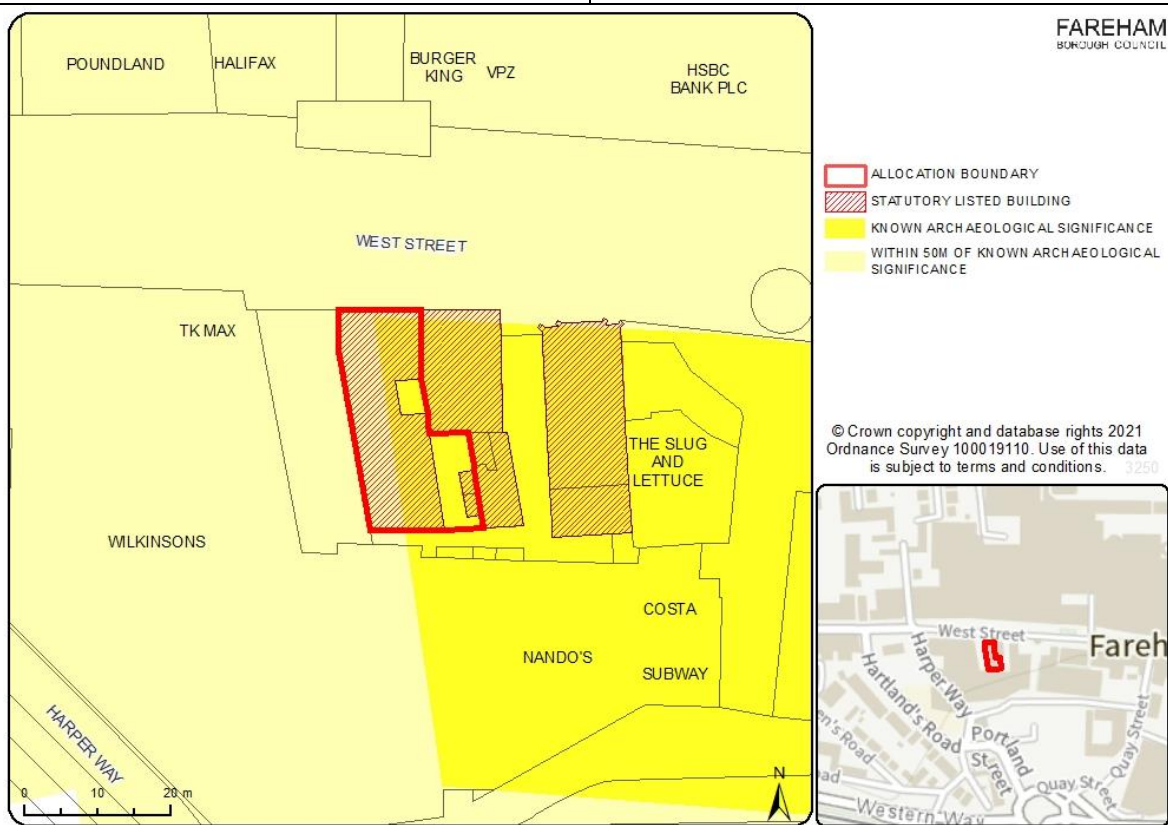 FAREHAM
BOROUGH COUNCIL
POUNDLAND
HALIFAX
BURGER
KING
VPZ
HSBC
BANK PLC
WEST STREET
TK MAX
THE SLUG
AND
LETTUCE
WILKINSONS
COSTA
NANDO'S
SUBWAY
HARPER WAY
0 10 20 m
N
ALLOCATION BOUNDARY
STATUTORY LISTED BUILDING
KNOWN ARCHAEOLOGICAL SIGNIFICANCE
WITHIN 50M OF KNOWN ARCHAEOLOGICAL
SIGNIFICANCE
© Crown copyright and database rights 2021
Ordnance Survey 100019110. Use of this data
is subject to terms and conditions. 3250
West Street
Fareh
Harper Way
Hartland's Road
en's Road
Portland
Street
Quay Street
Quay Street
ad
Western Way